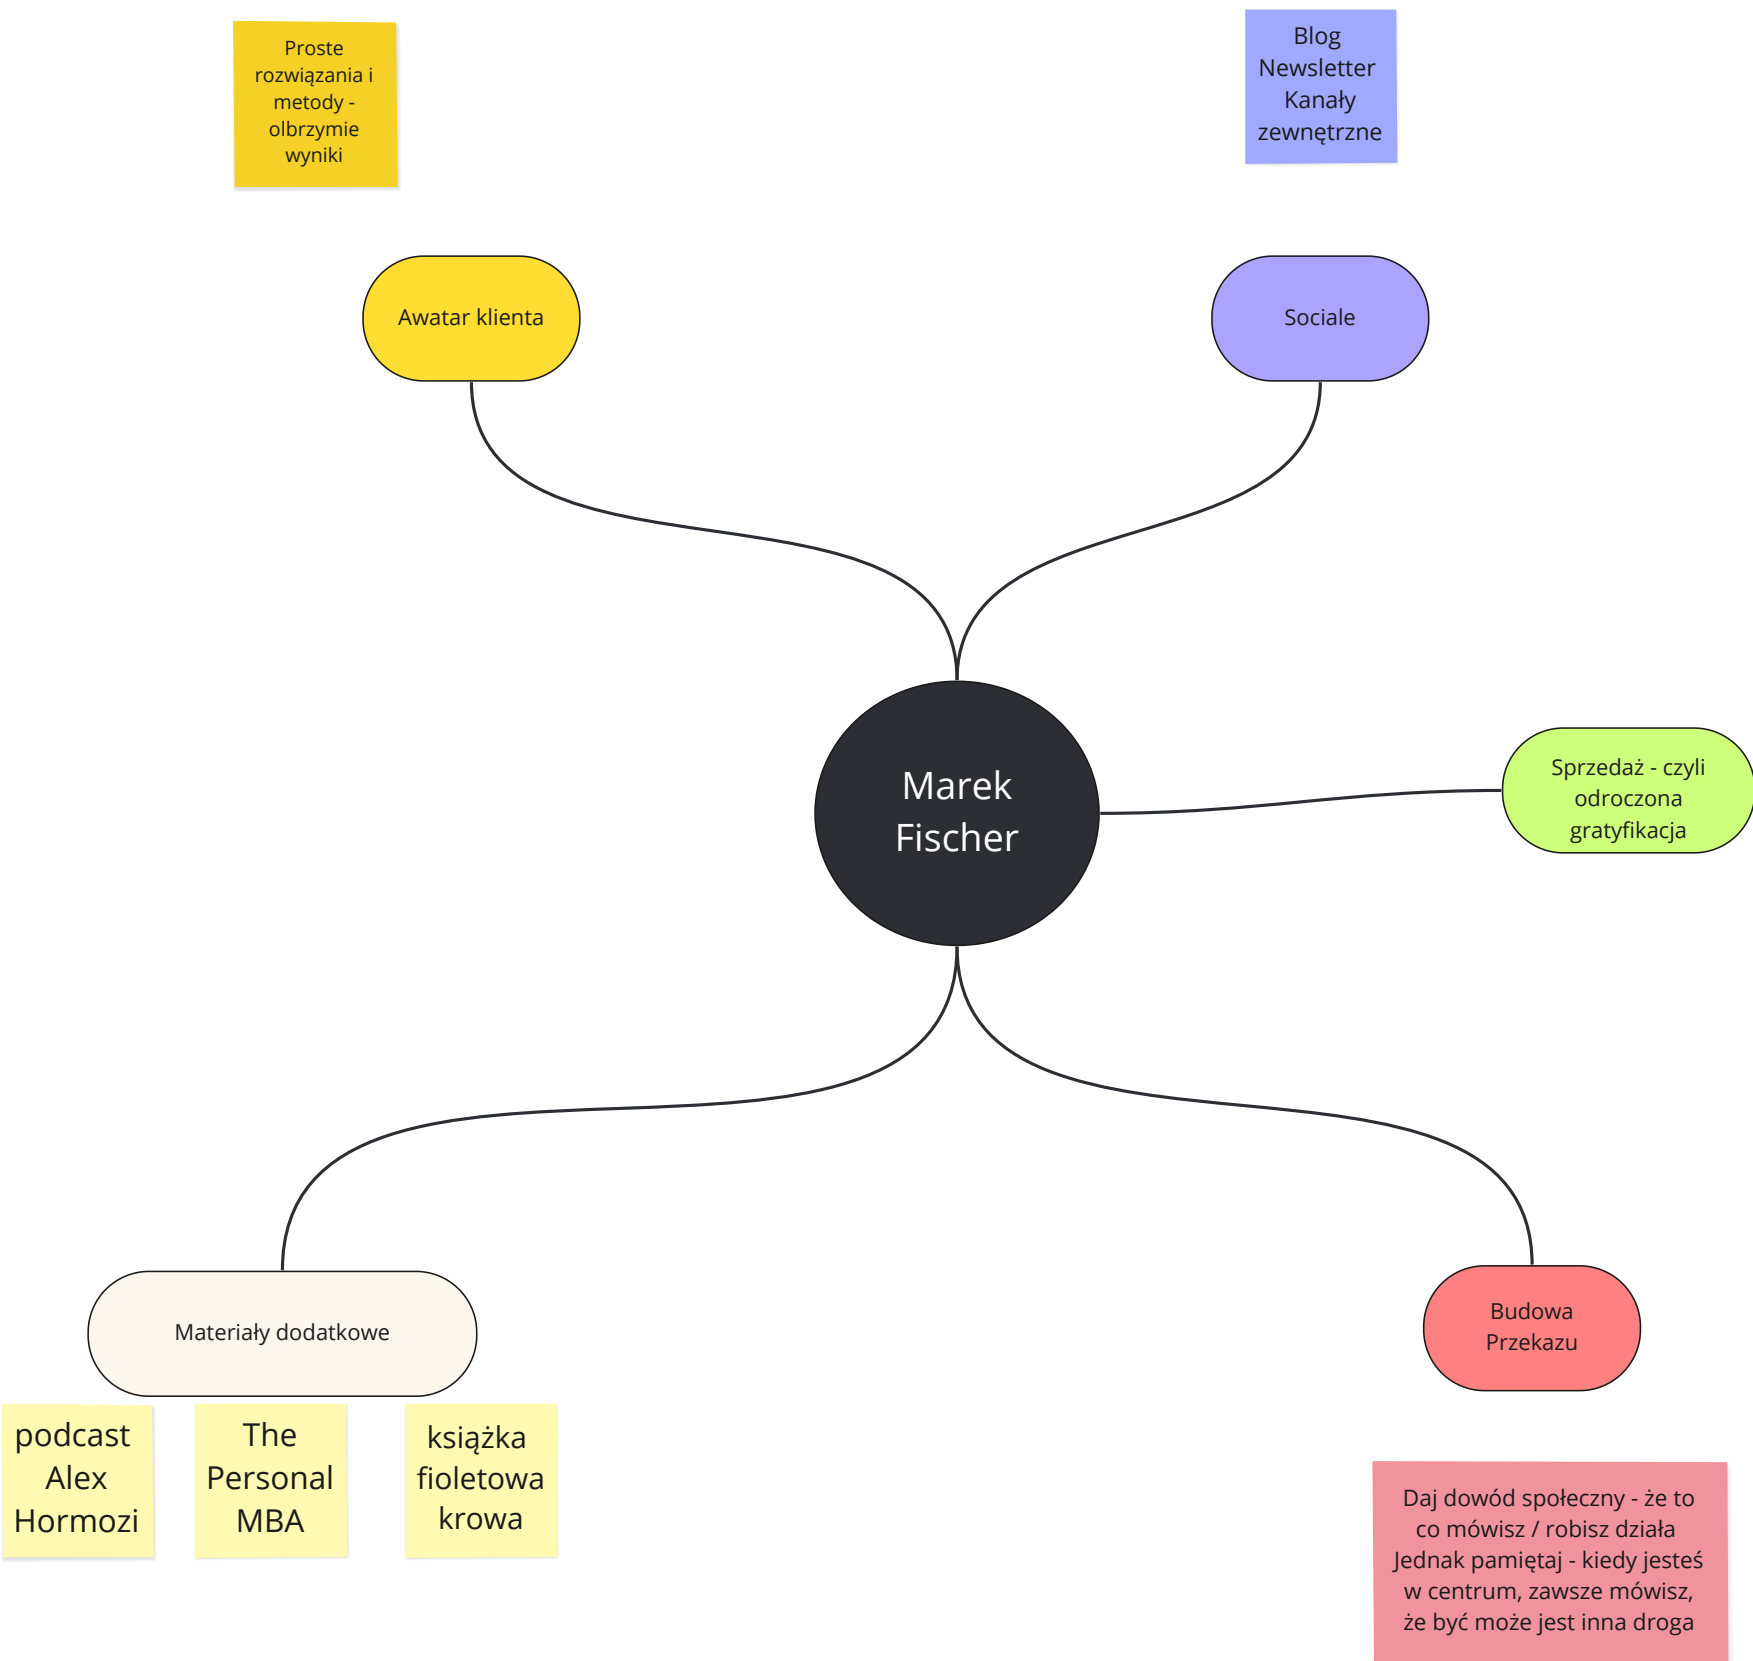 Proste
rozwiązania i
metody -
olbrzymie
wyniki
Blog
Newsletter
Kanały
zewnętrzne
Awatar klienta
Sociale
Marek
Fischer
Sprzedaż - czyli
odroczona
gratyfikacja
Materiały dodatkowe
podcast
Alex
Hormozi
The
Personal
MBA
książka
fioletowa
krowa
Budowa
Przekazu
Daj dowód społeczny - że to
co mówisz / robisz działa
Jednak pamiętaj - kiedy jesteś
w centrum, zawsze mówisz,
że być może jest inna droga